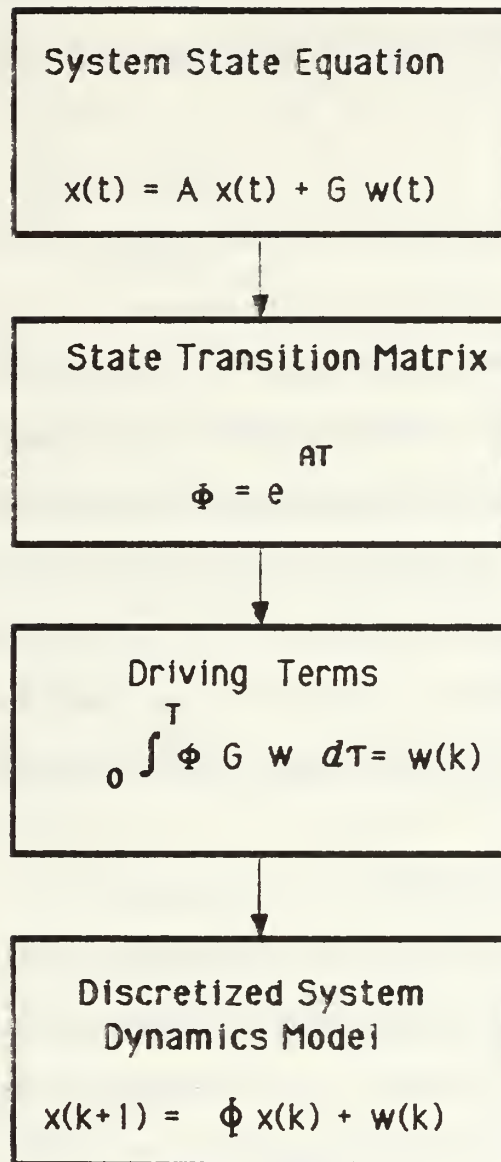 System State Equation
x(t) = A x(t) + G w(t)
State Transition Matrix
Φ = e^AT
Driving Terms
₀∫^T Φ G w dτ = w(k)
Discretized System
Dynamics Model
x(k+1) = Φ x(k) + w(k)